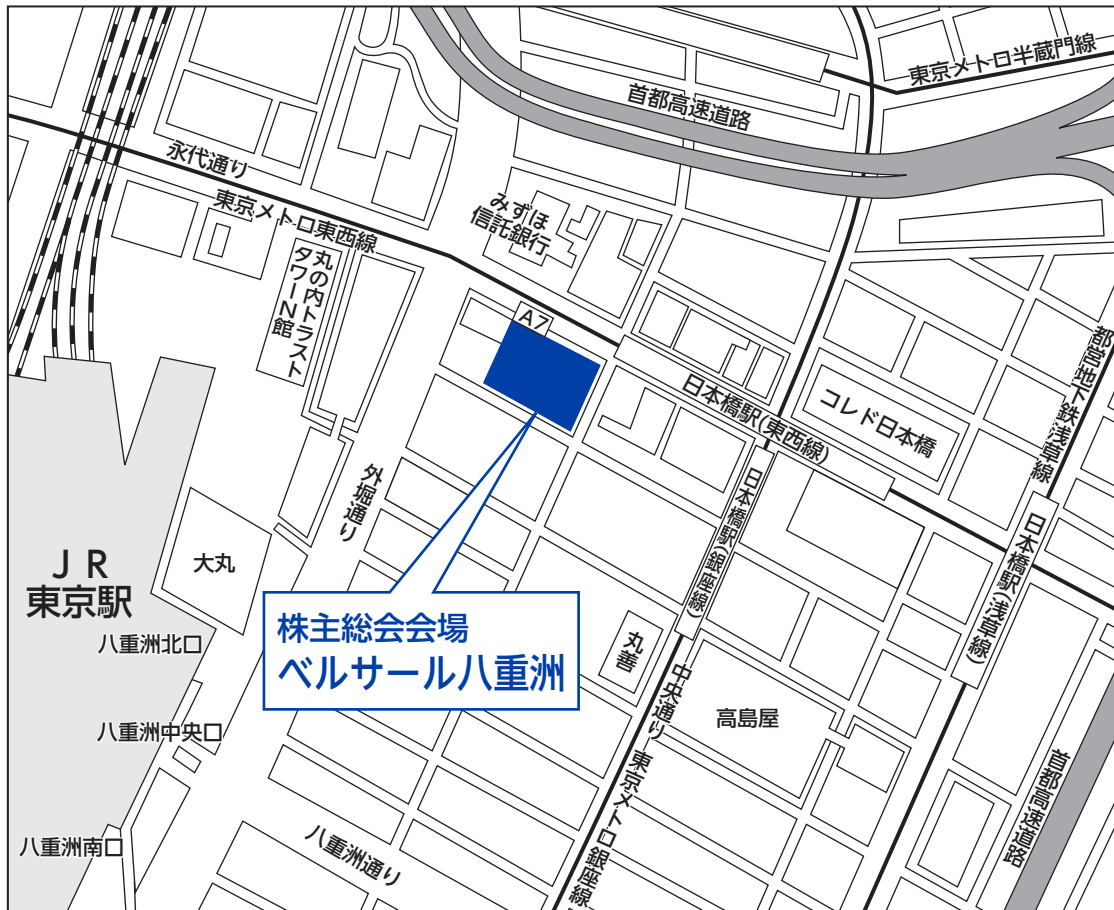 東京メトロ半蔵門線
首都高速道路
永代通り
東京メトロ東西線
みずほ
信託銀行
丸の内トラスト
タワーN館
A7
日本橋駅(東西線)
コレド日本橋
都営地下鉄浅草線
外堀通り
日本橋駅(銀座線)
日本橋駅(浅草線)
JR
東京駅
大丸
八重洲北口
株主総会会場
ベルサール八重洲
丸善
中央通り
高島屋
八重洲中央口
東京メトロ銀座線
首都高速道路
八重洲南口
八重洲通り